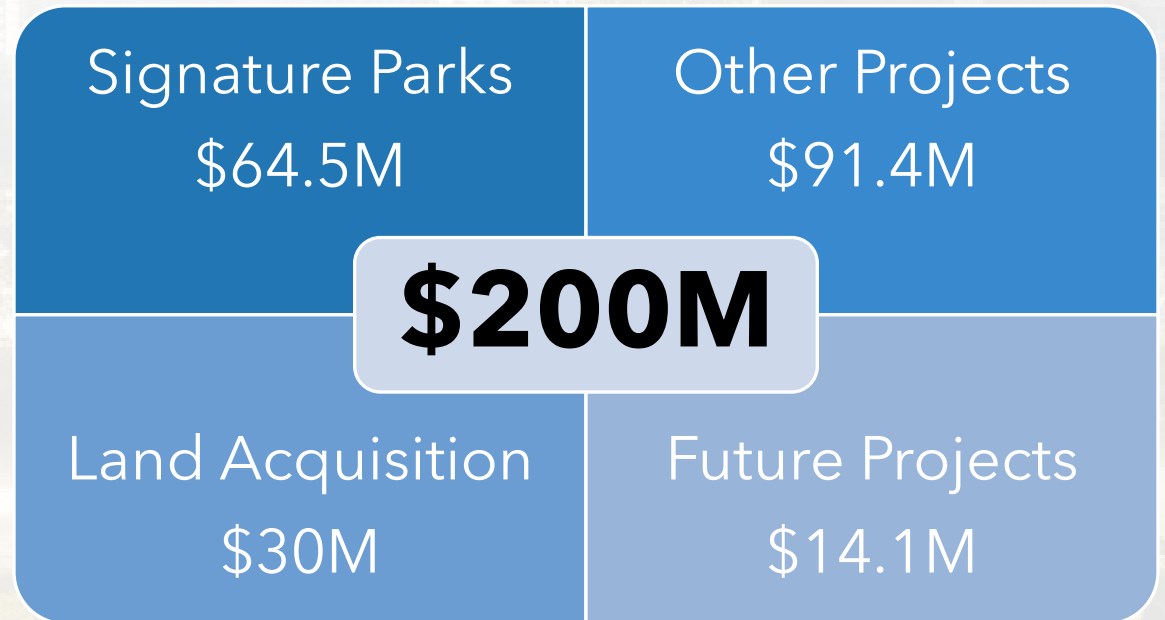 Signature Parks
$64.5M
Other Projects
$91.4M
$200M
Land Acquisition
$30M
Future Projects
$14.1M